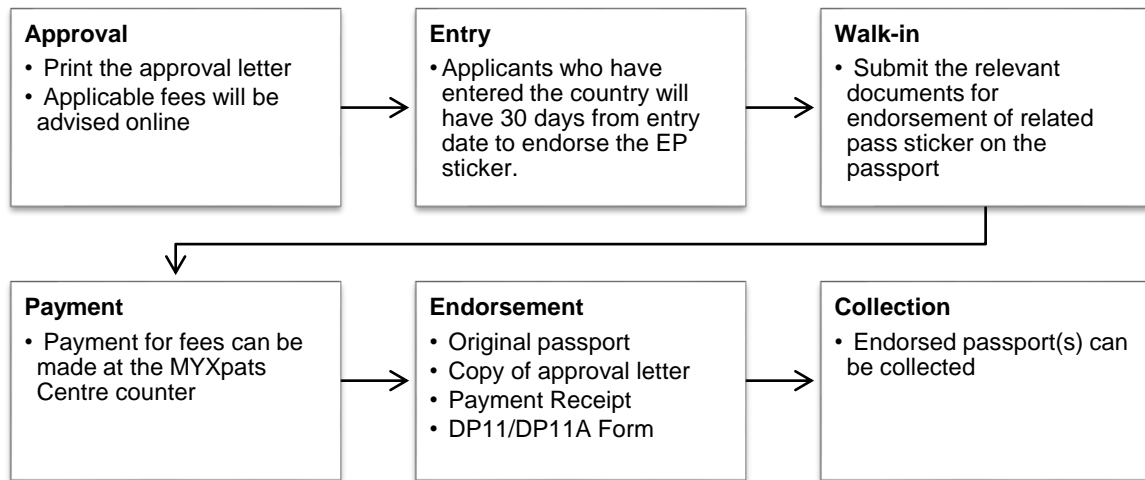 Approval
• Print the approval letter
• Applicable fees will be
advised online
Entry
• Applicants who have
entered the country will
have 30 days from entry
date to endorse the EP
sticker.
Walk-in
• Submit the relevant
documents for
endorsement of related
pass sticker on the
passport
Payment
• Payment for fees can be
made at the MYXpats
Centre counter
Endorsement
• Original passport
• Copy of approval letter
• Payment Receipt
• DP11/DP11A Form
Collection
• Endorsed passport(s) can
be collected